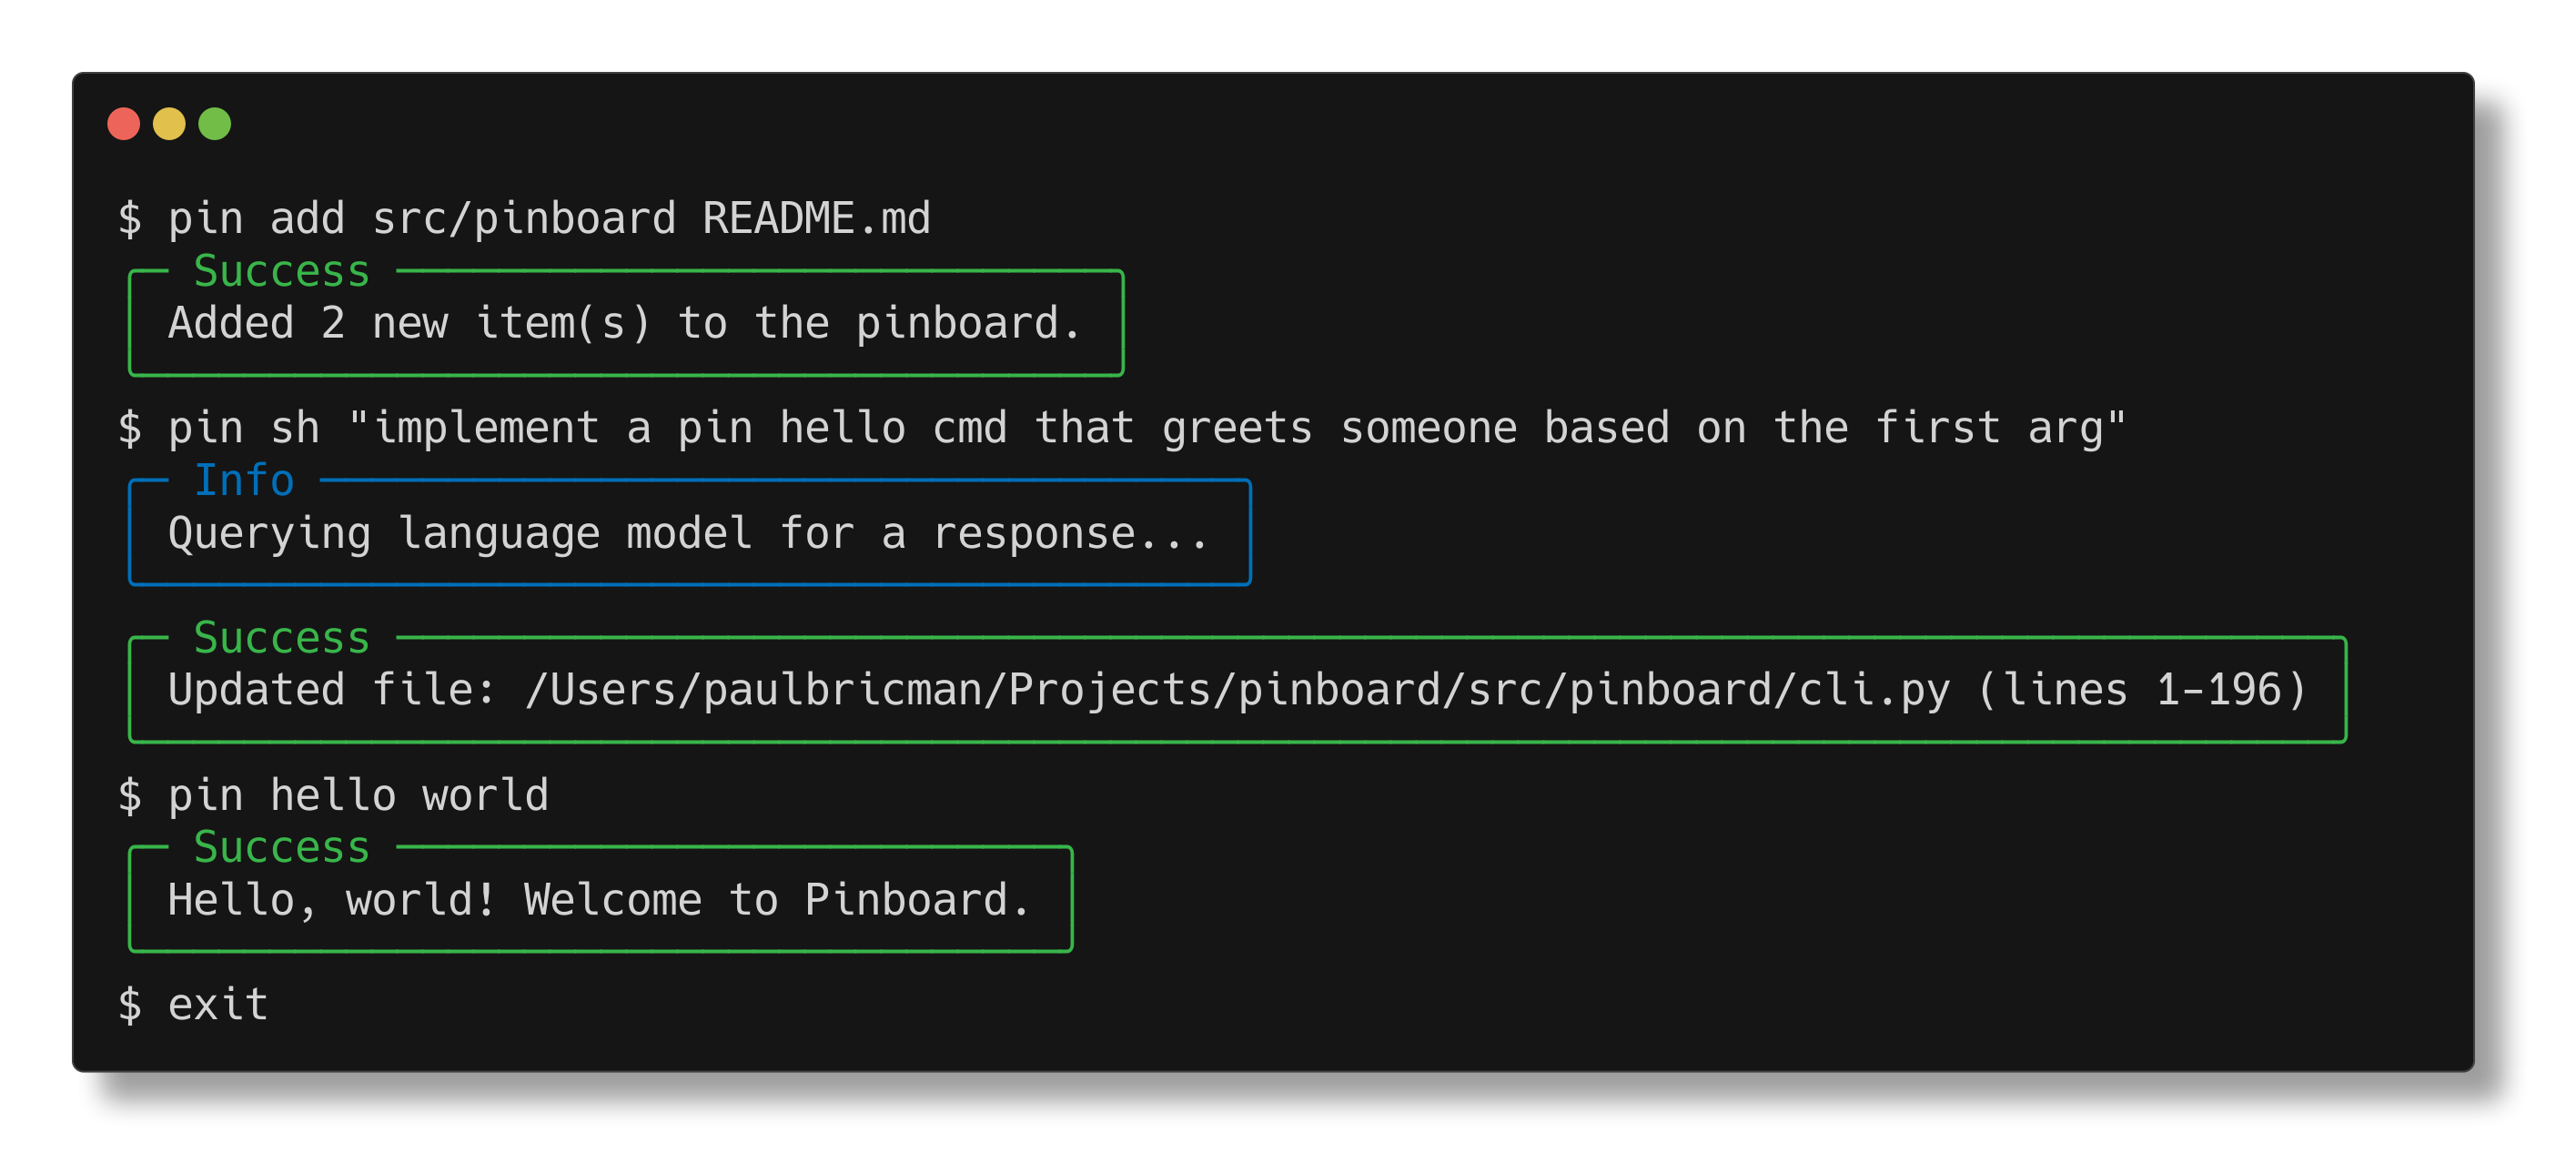 $ pin add src/pinboard README.md
Success
Added 2 new item(s) to the pinboard.
$ pin sh "implement a pin hello cmd that greets someone based on the first arg"
Info
Querying language model for a response...
Success
Updated file: /Users/paulbricman/Projects/pinboard/src/pinboard/cli.py (lines 1-196)
$ pin hello world
Success
Hello, world! Welcome to Pinboard.
$ exit